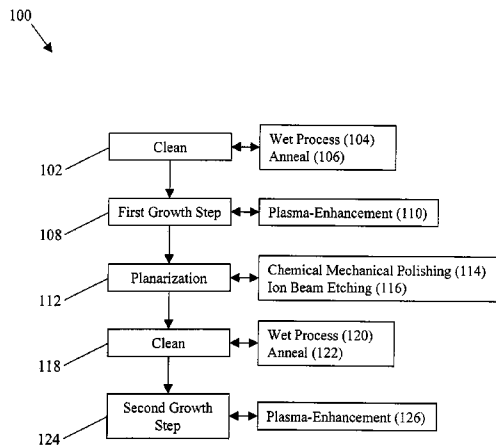 100
Clean
Wet Process (104)
Anneal (106)
102
First Growth Step
Plasma-Enhancement (110)
108
Planarization
Chemical Mechanical Polishing (114)
Ion Beam Etching (116)
112
Clean
Wet Process (120)
Anneal (122)
118
Second Growth
Step
Plasma-Enhancement (126)
124